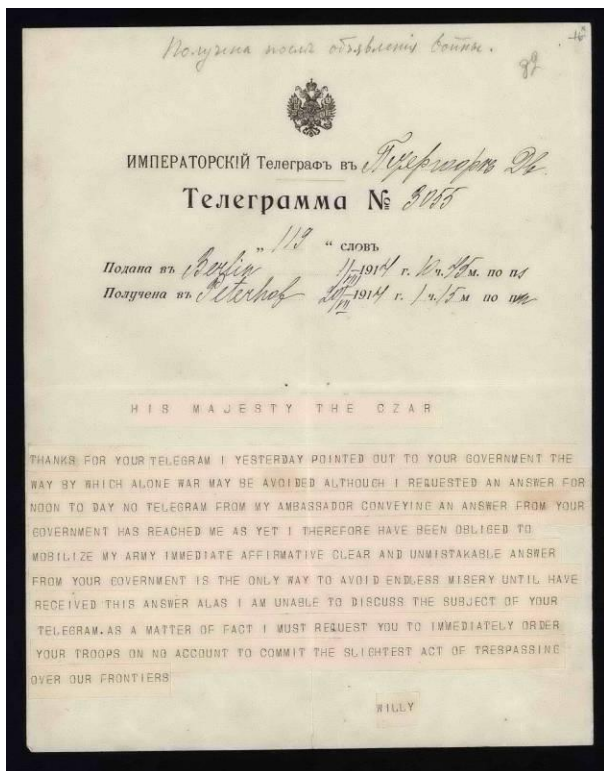 Получена послѣ объявленія войны.
82
ИМПЕРАТОРСКІЙ Телеграфъ въ Петергофѣ Дв.
Телеграмма № 3055
„ 119 “ словъ
Подана въ Berlin 1/VIII 1914 г. 10 ч. 45 м. по п
Получена въ Peterhof 20/VII 1914 г. 1 ч. 15 м по п
HIS MAJESTY THE CZAR
THANKS FOR YOUR TELEGRAM I YESTERDAY POINTED OUT TO YOUR GOVERNMENT THE
WAY BY WHICH ALONE WAR MAY BE AVOIDED ALTHOUGH I REQUESTED AN ANSWER FOR
NOON TO DAY NO TELEGRAM FROM MY AMBASSADOR CONVEYING AN ANSWER FROM YOUR
GOVERNMENT HAS REACHED ME AS YET I THEREFORE HAVE BEEN OBLIGED TO
MOBILIZE MY ARMY IMMEDIATE AFFIRMATIVE CLEAR AND UNMISTAKABLE ANSWER
FROM YOUR GOVERNMENT IS THE ONLY WAY TO AVOID ENDLESS MISERY UNTIL HAVE
RECEIVED THIS ANSWER ALAS I AM UNABLE TO DISCUSS THE SUBJECT OF YOUR
TELEGRAM.AS A MATTER OF FACT I MUST REQUEST YOU TO IMMEDIATELY ORDER
YOUR TROOPS ON NO ACCOUNT TO COMMIT THE SLIGHTEST ACT OF TRESPASSING
OVER OUR FRONTIERS
WILLY